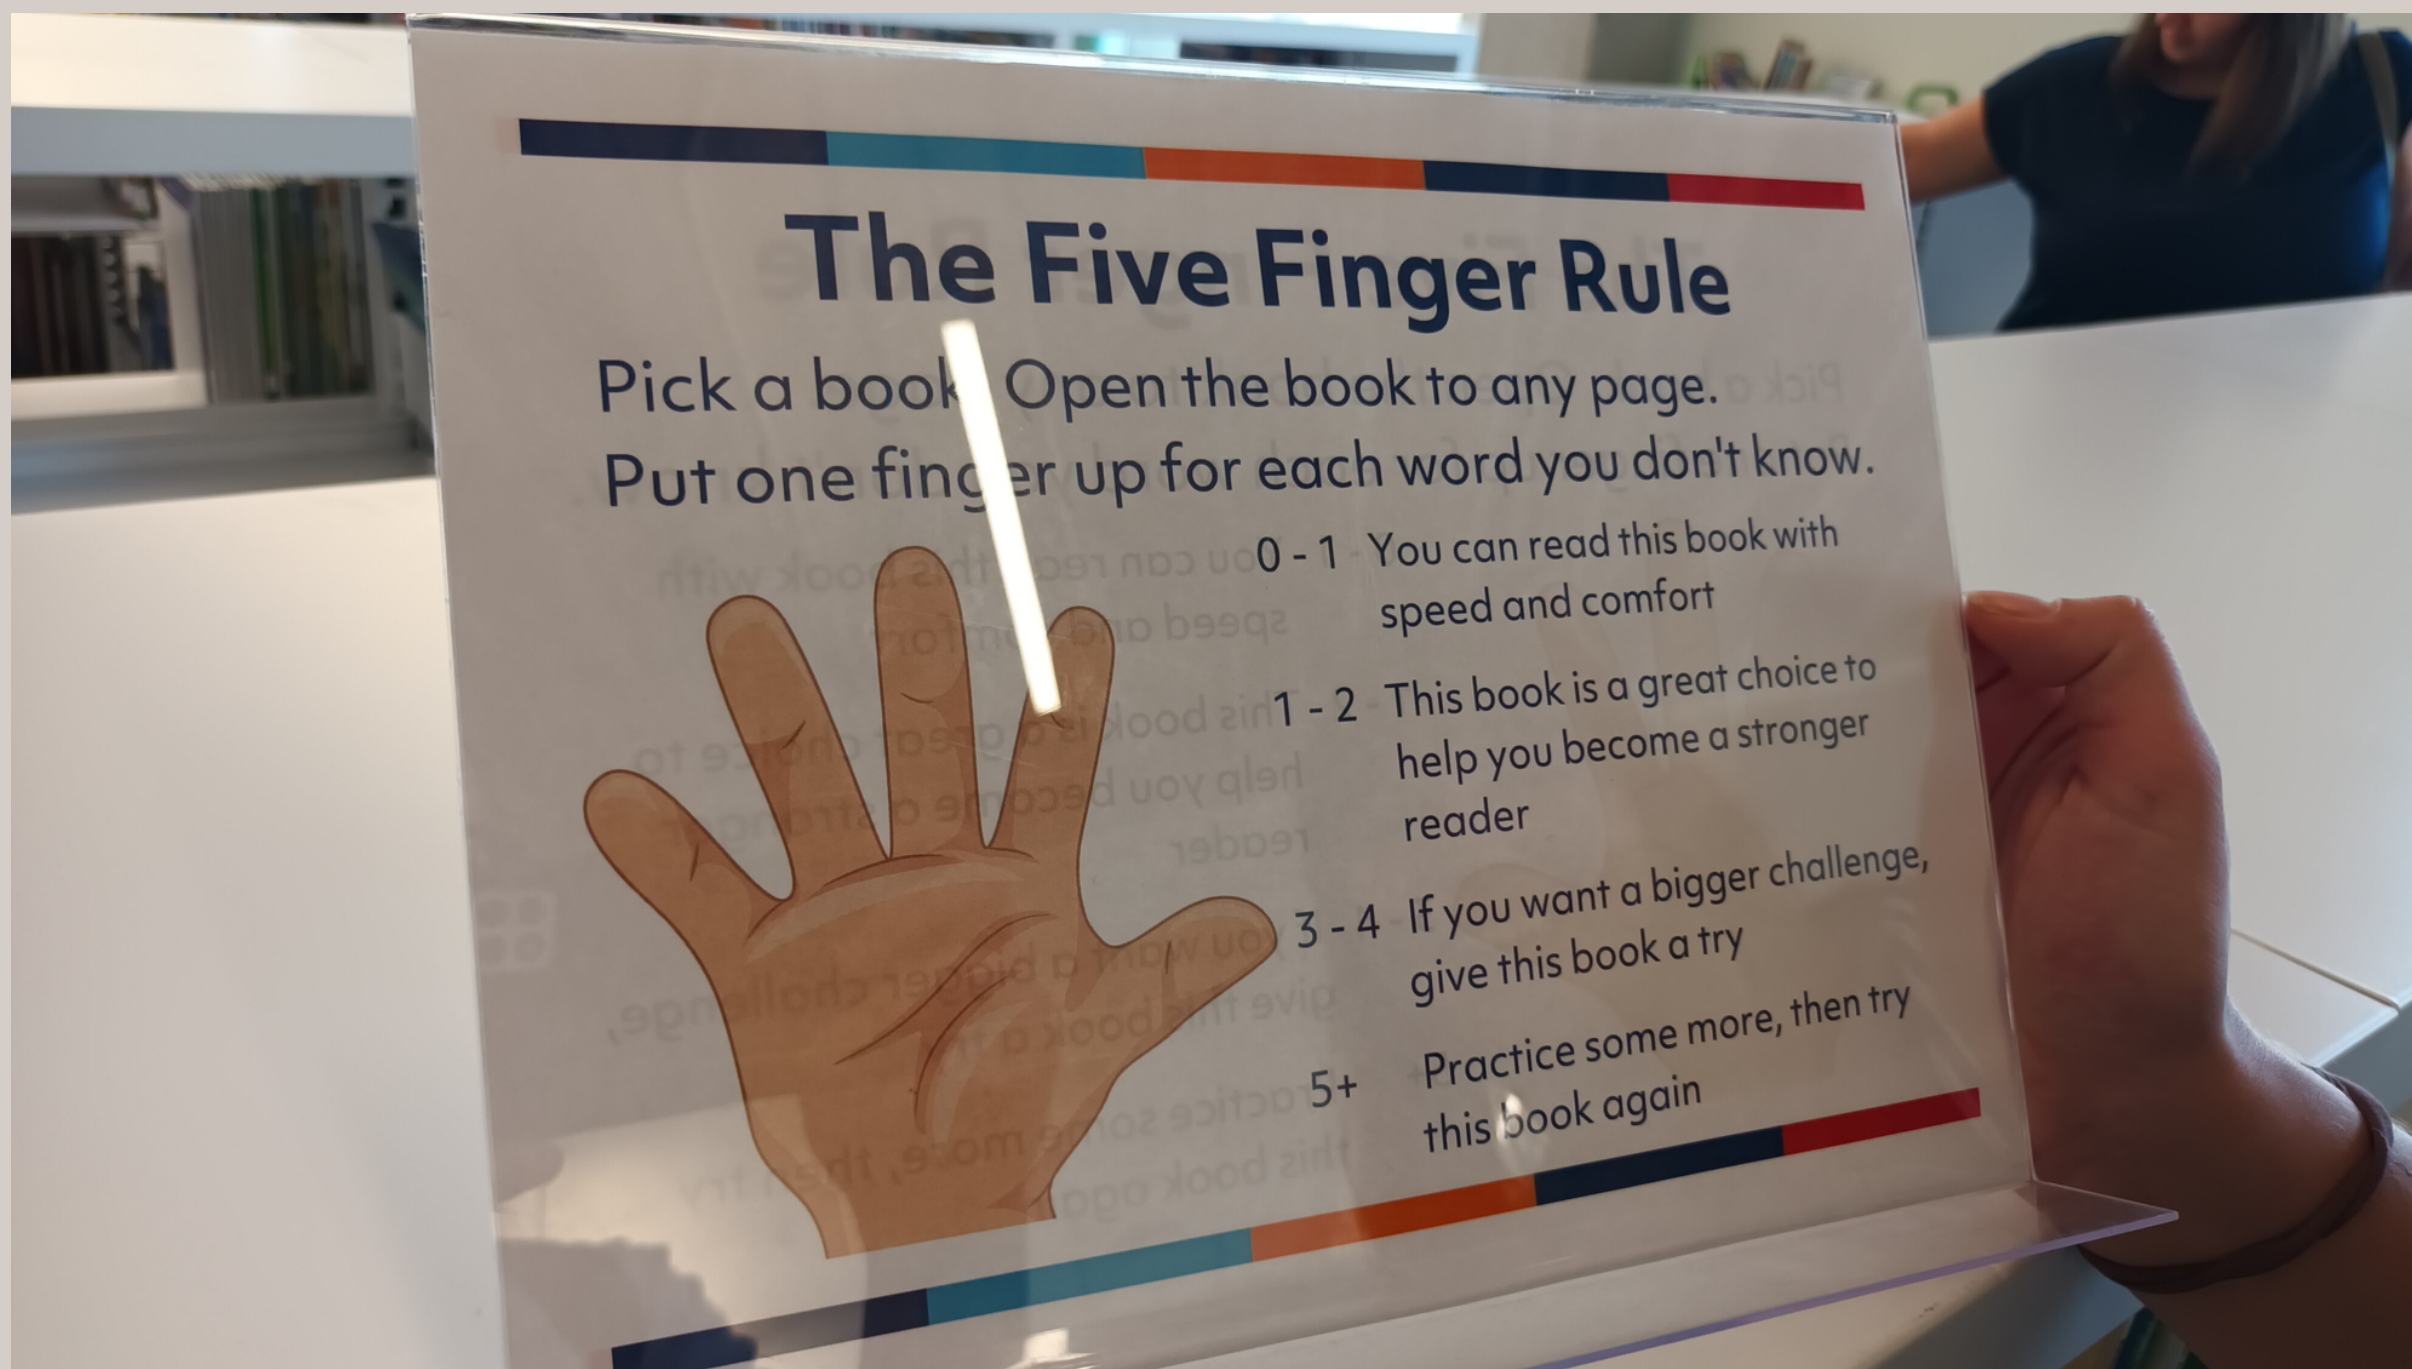 The Five Finger Rule
Pick a book. Open the book to any page.
Put one finger up for each word you don't know.
0 - 1 You can read this book with
speed and comfort
1 - 2 This book is a great choice to
help you become a stronger
reader
3 - 4 If you want a bigger challenge,
give this book a try
5+ Practice some more, then try
this book again